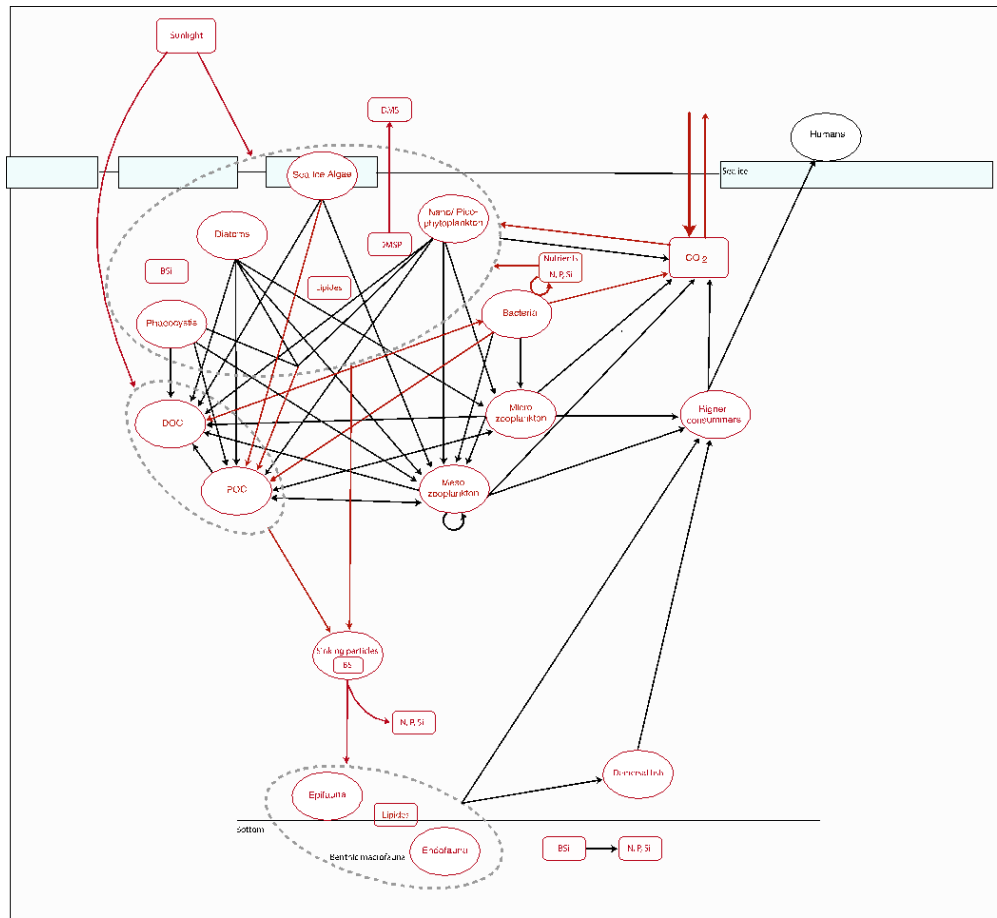 Sunlight
DMS
Humans
Sea ice
Sea ice Algae
Nano/ Pico-
phytoplankton
Diatoms
DMSP
Nutrients
N, P, Si
CO 2
BSi
Lipides
Bacteria
Phaeocystis
DOC
Micro
zooplankton
Higher
consummers
POC
Meso
zooplankton
Sinking particles
BSi
N, P, Si
Demersal fish
Epifauna
Lipides
Bottom
Benthic macrofauna
Endofauna
BSi
N, P, Si